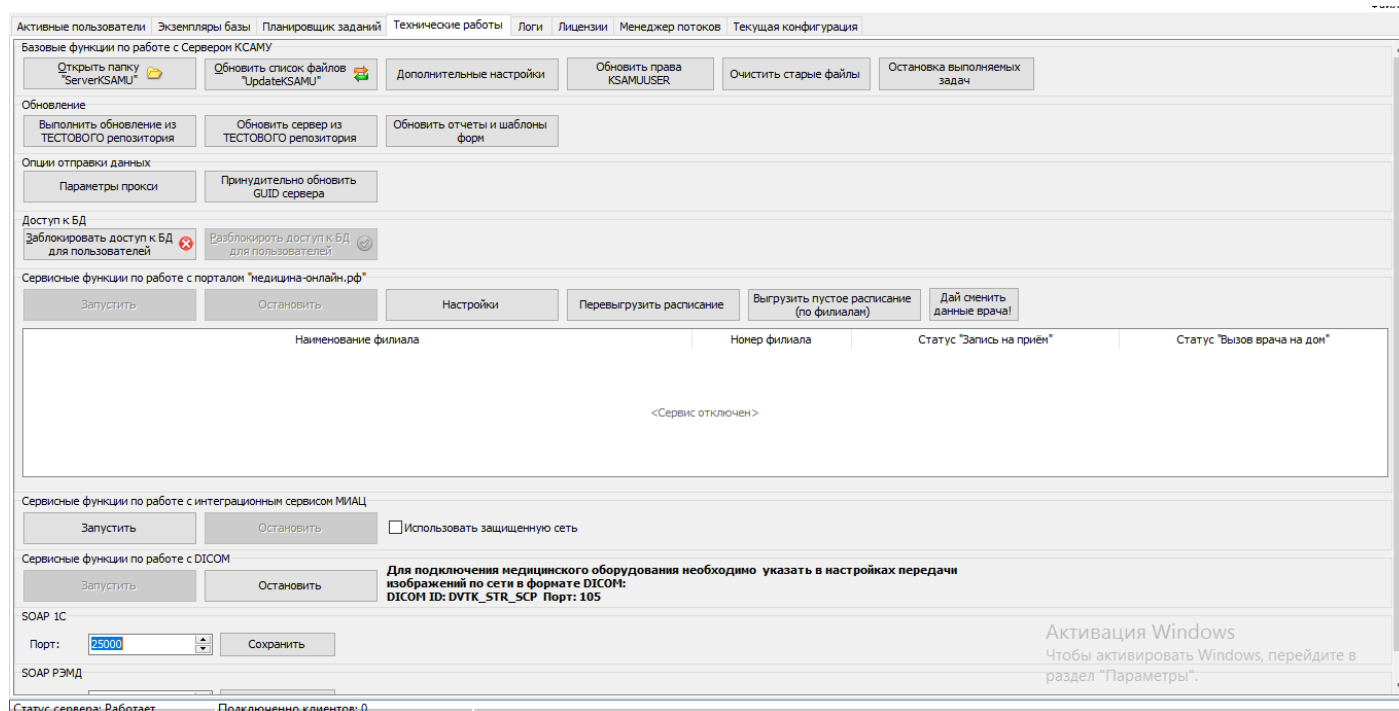 Активные пользователи Экземпляры базы Планировщик заданий Технические работы Логи Лицензии Менеджер потоков Текущая конфигурация
Базовые функции по работе с Сервером КСАМУ
Открыть папку "ServerKSAMU"
Обновить список файлов "UpdateKSAMU"
Дополнительные настройки
Обновить права KSAMUUSER
Очистить старые файлы
Остановка выполняемых задач
Обновление
Выполнить обновление из ТЕСТОВОГО репозитория
Обновить сервер из ТЕСТОВОГО репозитория
Обновить отчеты и шаблоны форм
Опции отправки данных
Параметры прокси
Принудительно обновить GUID сервера
Доступ к БД
Заблокировать доступ к БД для пользователей
Разблокироть доступ к БД для пользователей
Сервисные функции по работе с порталом "медицина-онлайн.рф"
Запустить
Остановить
Настройки
Перевыгрузить расписание
Выгрузить пустое расписание (по филиалам)
Дай сменить данные врача!
Наименование филиала Номер филиала Статус "Запись на приём" Статус "Вызов врача на дом"
<Сервис отключен>
Сервисные функции по работе с интеграционным сервисом МИАЦ
Запустить Остановить Использовать защищенную сеть
Сервисные функции по работе с DICOM
Запустить Остановить
Для подключения медицинского оборудования необходимо указать в настройках передачи
изображений по сети в формате DICOM:
DICOM ID: DVTK_STR_SCP Порт: 105
SOAP 1C
Порт: 25000 Сохранить
SOAP РЭМД
Активация Windows
Чтобы активировать Windows, перейдите в
раздел "Параметры".
Статус сервера: Работает Подключенно клиентов: 0